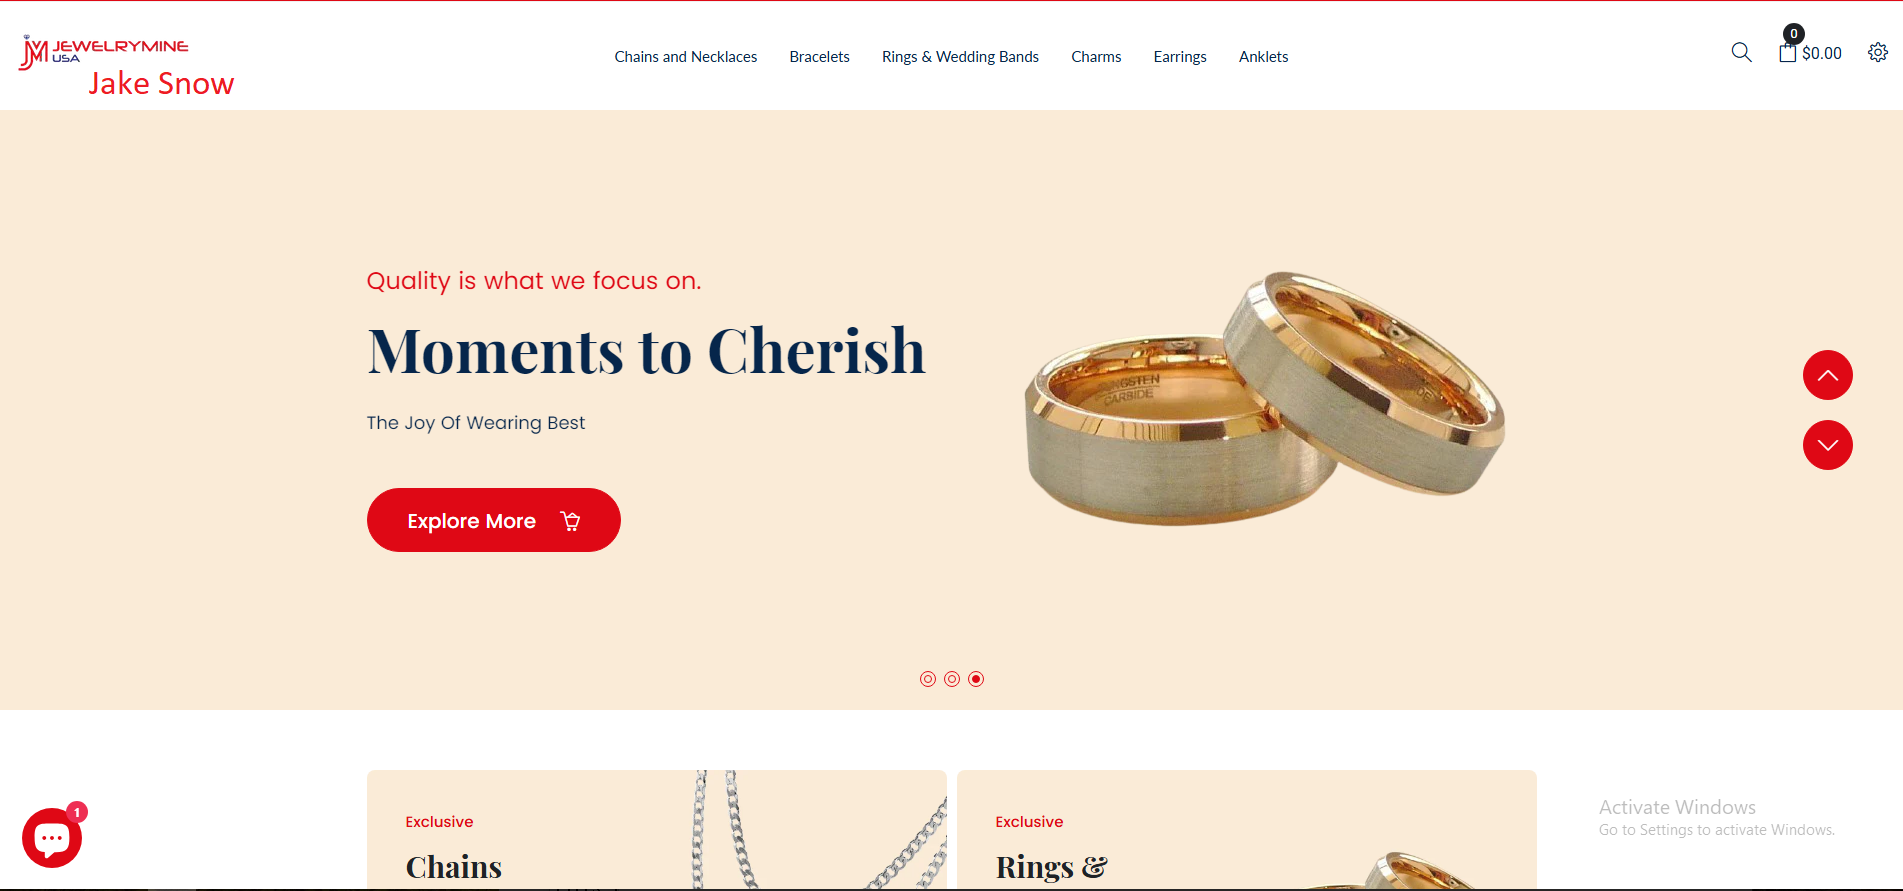 JEWELRYMINE
USA
Jake Snow
Chains and Necklaces Bracelets Rings & Wedding Bands Charms Earrings Anklets
0
$0.00
Quality is what we focus on.
Moments to Cherish
TUNGSTEN
CARBIDE
DE
The Joy Of Wearing Best
Explore More
Exclusive
Chains
Exclusive
Rings &
1
Activate Windows
Go to Settings to activate Windows.